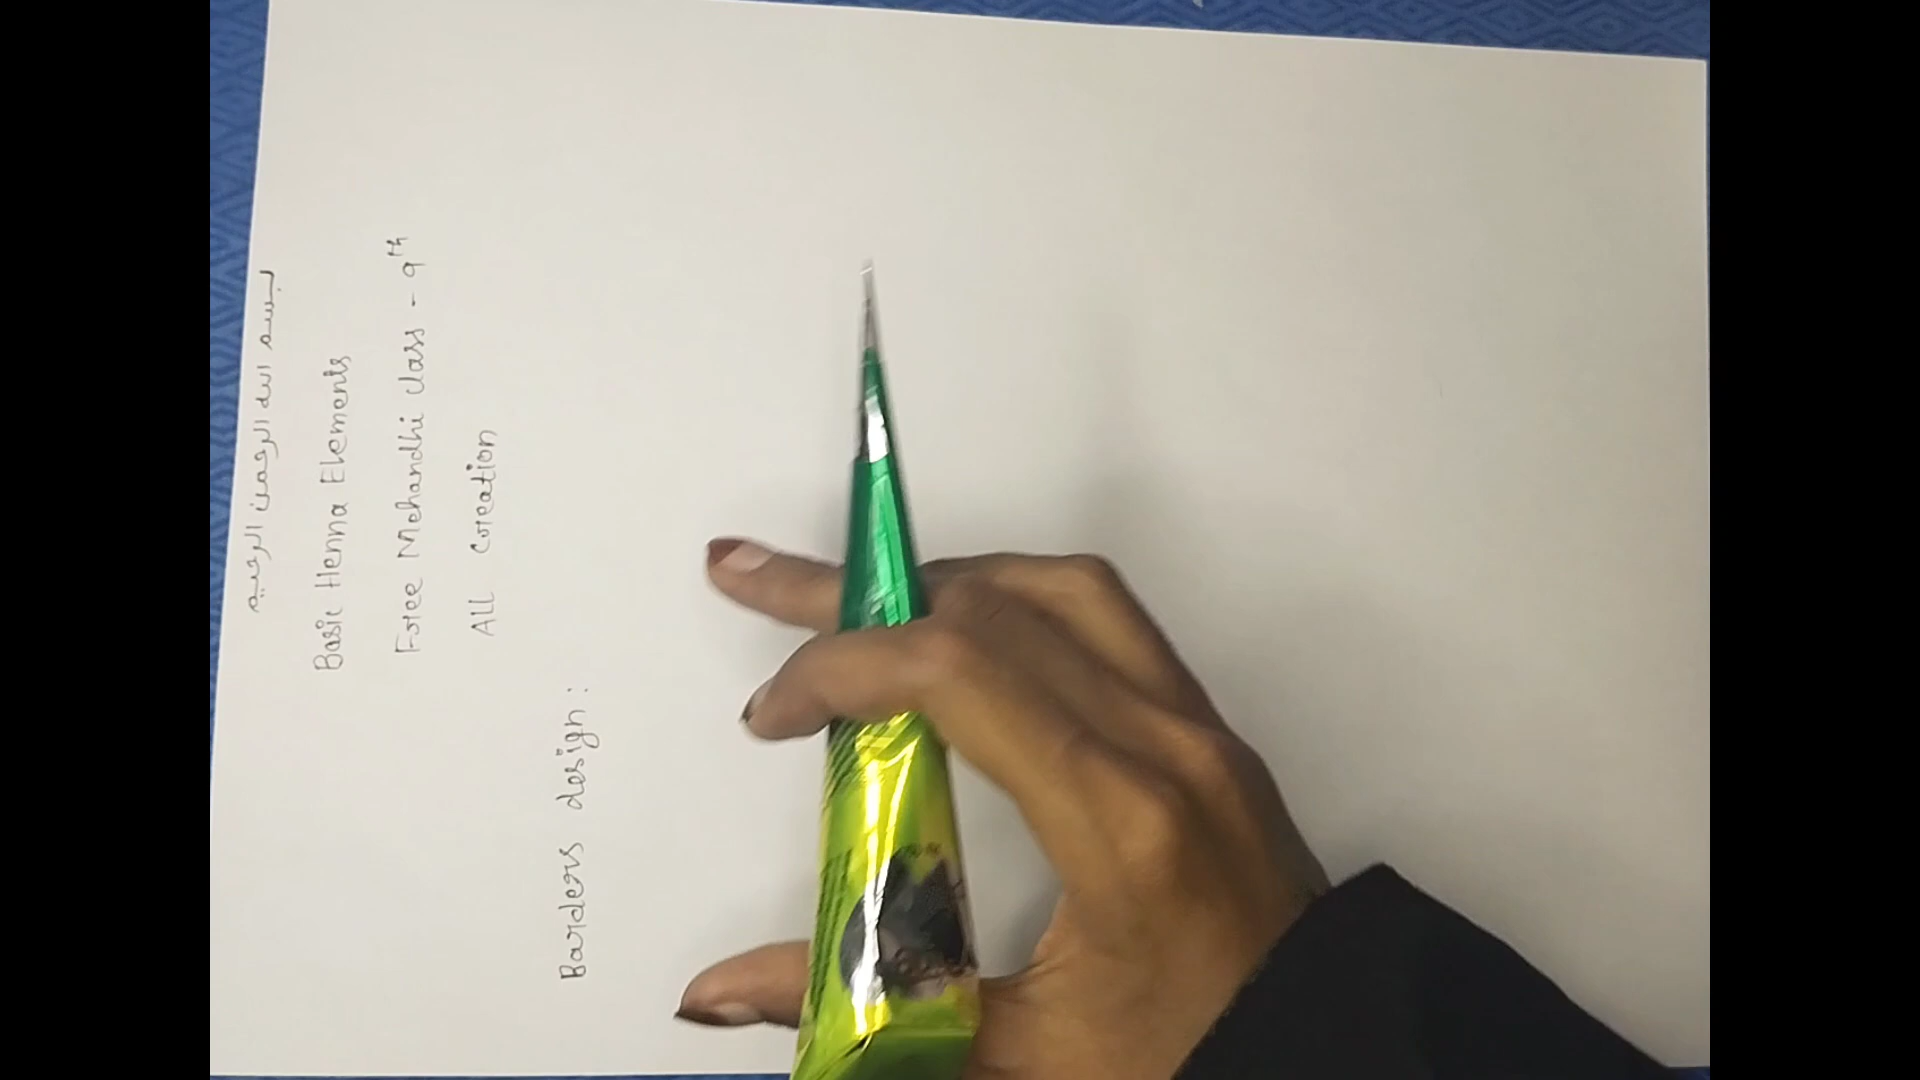 بسم الله الرحمن الرحيم
Basic Henna Elements
Free Mehandhi class - 9th
All creation
Borders design :